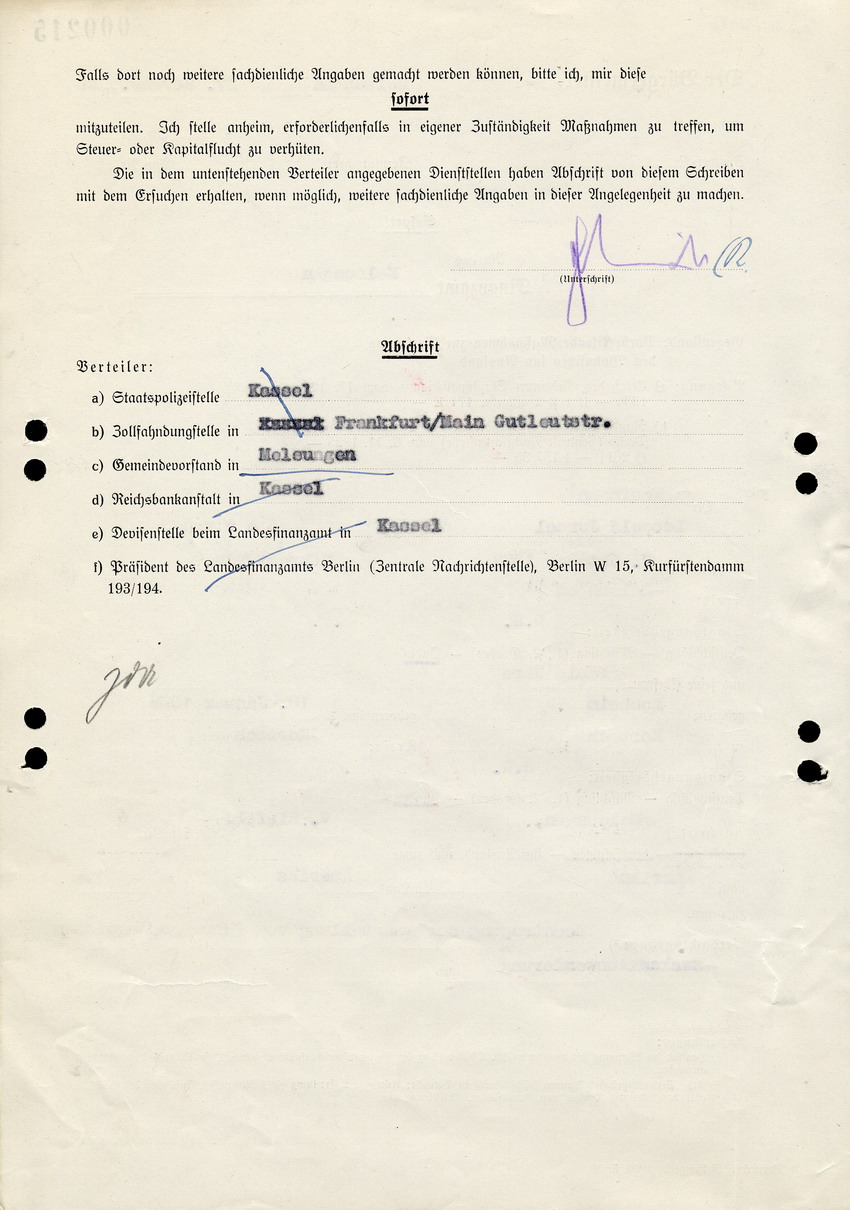 Falls dort noch weitere sachdienliche Angaben gemacht werden können, bitte ich, mir diese
sofort
mitzuteilen. Ich stelle anheim, erforderlichenfalls in eigener Zuständigkeit Maßnahmen zu treffen, um
Steuer- oder Kapitalflucht zu verhüten.
Die in dem untenstehenden Verteiler angegebenen Dienststellen haben Abschrift von diesem Schreiben
mit dem Ersuchen erhalten, wenn möglich, weitere sachdienliche Angaben in dieser Angelegenheit zu machen.
(Unterschrift)
Abschrift
Verteiler:
a) Staatspolizeistelle Kassel
b) Zollfahndungstelle in Frankfurt/Main Gutleutstr.
c) Gemeindevorstand in Melsungen
d) Reichsbankanstalt in Kassel
e) Devisenstelle beim Landesfinanzamt in Kassel
f) Präsident des Landesfinanzamts Berlin (Zentrale Nachrichtenstelle), Berlin W 15, Kurfürstendamm
193/194.